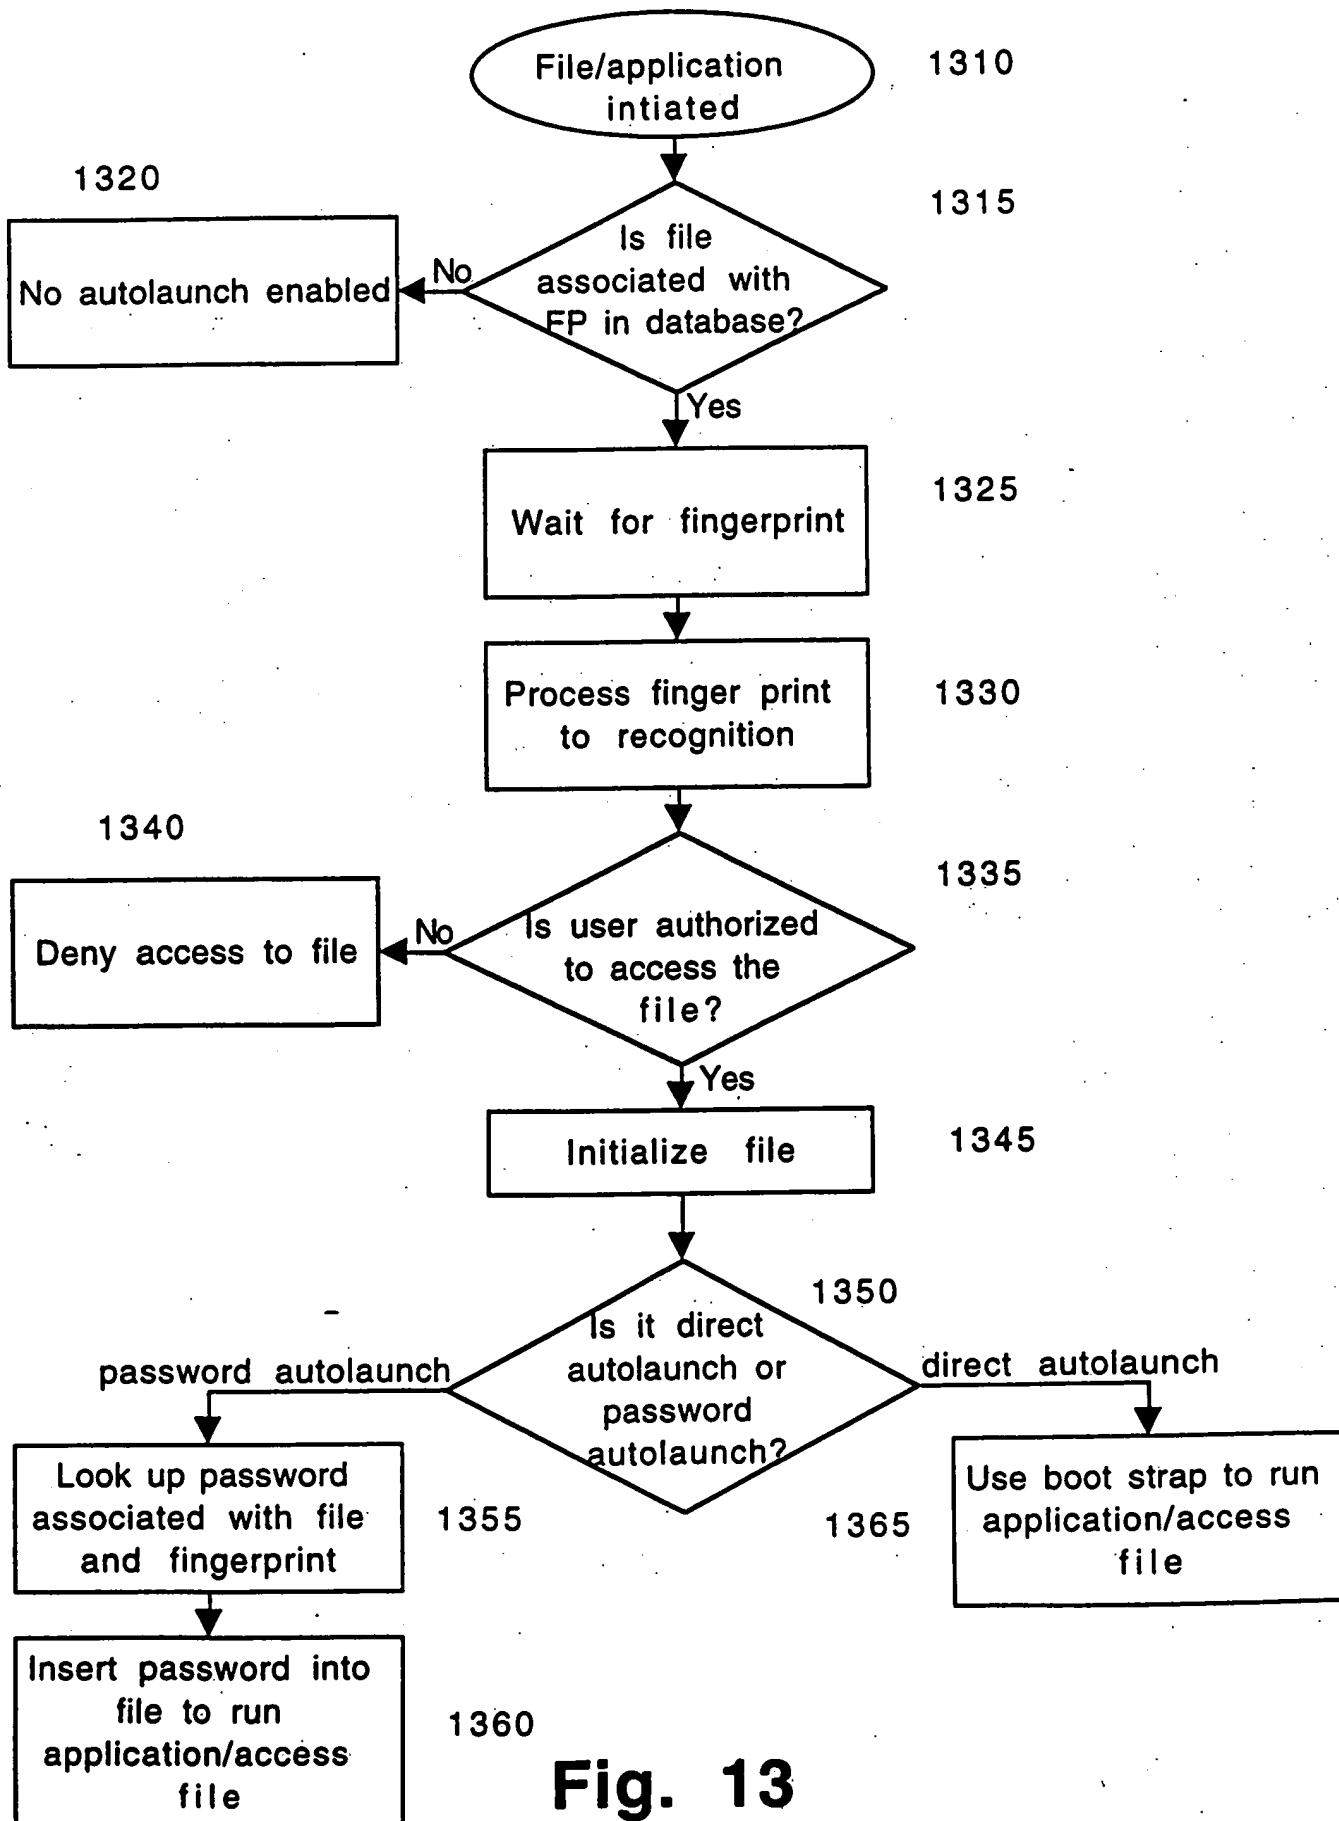 File/application
intiated
1310
1320
1315
Is file
associated with
FP in database?
No
No autolaunch enabled
Yes
Wait for fingerprint
1325
Process finger print
to recognition
1330
1340
1335
Is user authorized
to access the
file?
No
Deny access to file
Yes
Initialize file
1345
1350
Is it direct
autolaunch or
password
autolaunch?
password autolaunch
direct autolaunch
Look up password
associated with file
and fingerprint
1355
1365
Use boot strap to run
application/access
file
Insert password into
file to run
application/access
file
1360
Fig. 13